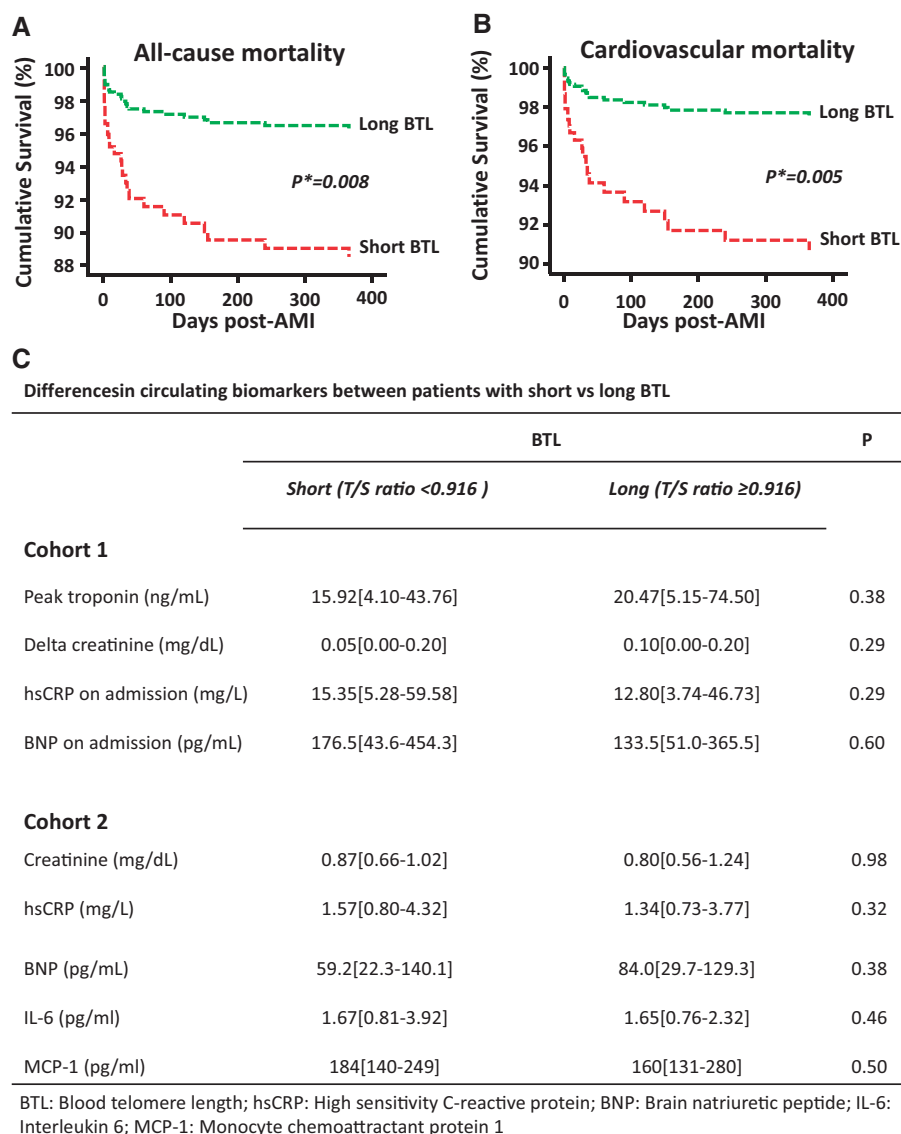 A
All-cause mortality
Cumulative Survival (%)
100
98
96
94
92
90
88
Long BTL
P*=0.008
Short BTL
0
100
200
300
400
Days post-AMI
B
Cardiovascular mortality
Cumulative Survival (%)
100
98
96
94
92
90
Long BTL
P*=0.005
Short BTL
0
100
200
300
400
Days post-AMI
C
Differencesin circulating biomarkers between patients with short vs long BTL
BTL P
Short (T/S ratio <0.916 ) Long (T/S ratio ≥0.916)
Cohort 1
Peak troponin (ng/mL) 15.92[4.10-43.76] 20.47[5.15-74.50] 0.38
Delta creatinine (mg/dL) 0.05[0.00-0.20] 0.10[0.00-0.20] 0.29
hsCRP on admission (mg/L) 15.35[5.28-59.58] 12.80[3.74-46.73] 0.29
BNP on admission (pg/mL) 176.5[43.6-454.3] 133.5[51.0-365.5] 0.60
Cohort 2
Creatinine (mg/dL) 0.87[0.66-1.02] 0.80[0.56-1.24] 0.98
hsCRP (mg/L) 1.57[0.80-4.32] 1.34[0.73-3.77] 0.32
BNP (pg/mL) 59.2[22.3-140.1] 84.0[29.7-129.3] 0.38
IL-6 (pg/ml) 1.67[0.81-3.92] 1.65[0.76-2.32] 0.46
MCP-1 (pg/ml) 184[140-249] 160[131-280] 0.50
BTL: Blood telomere length; hsCRP: High sensitivity C-reactive protein; BNP: Brain natriuretic peptide; IL-6:
Interleukin 6; MCP-1: Monocyte chemoattractant protein 1